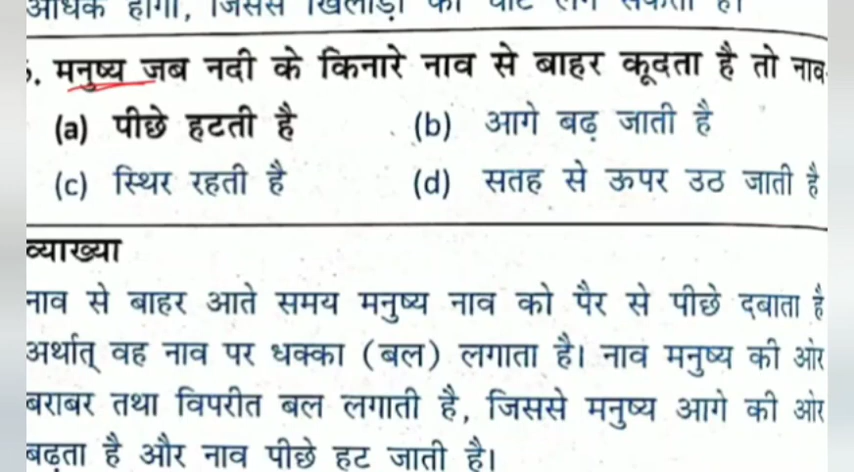 . मनुष्य जब नदी के किनारे नाव से बाहर कूदता है तो नाव
(a) पीछे हटती है (b) आगे बढ़ जाती है
(c) स्थिर रहती है (d) सतह से ऊपर उठ जाती है
व्याख्या
नाव से बाहर आते समय मनुष्य नाव को पैर से पीछे दबाता है
अर्थात् वह नाव पर धक्का (बल) लगाता है। नाव मनुष्य की ओर
बराबर तथा विपरीत बल लगाती है, जिससे मनुष्य आगे की ओर
बढ़ता है और नाव पीछे हट जाती है।